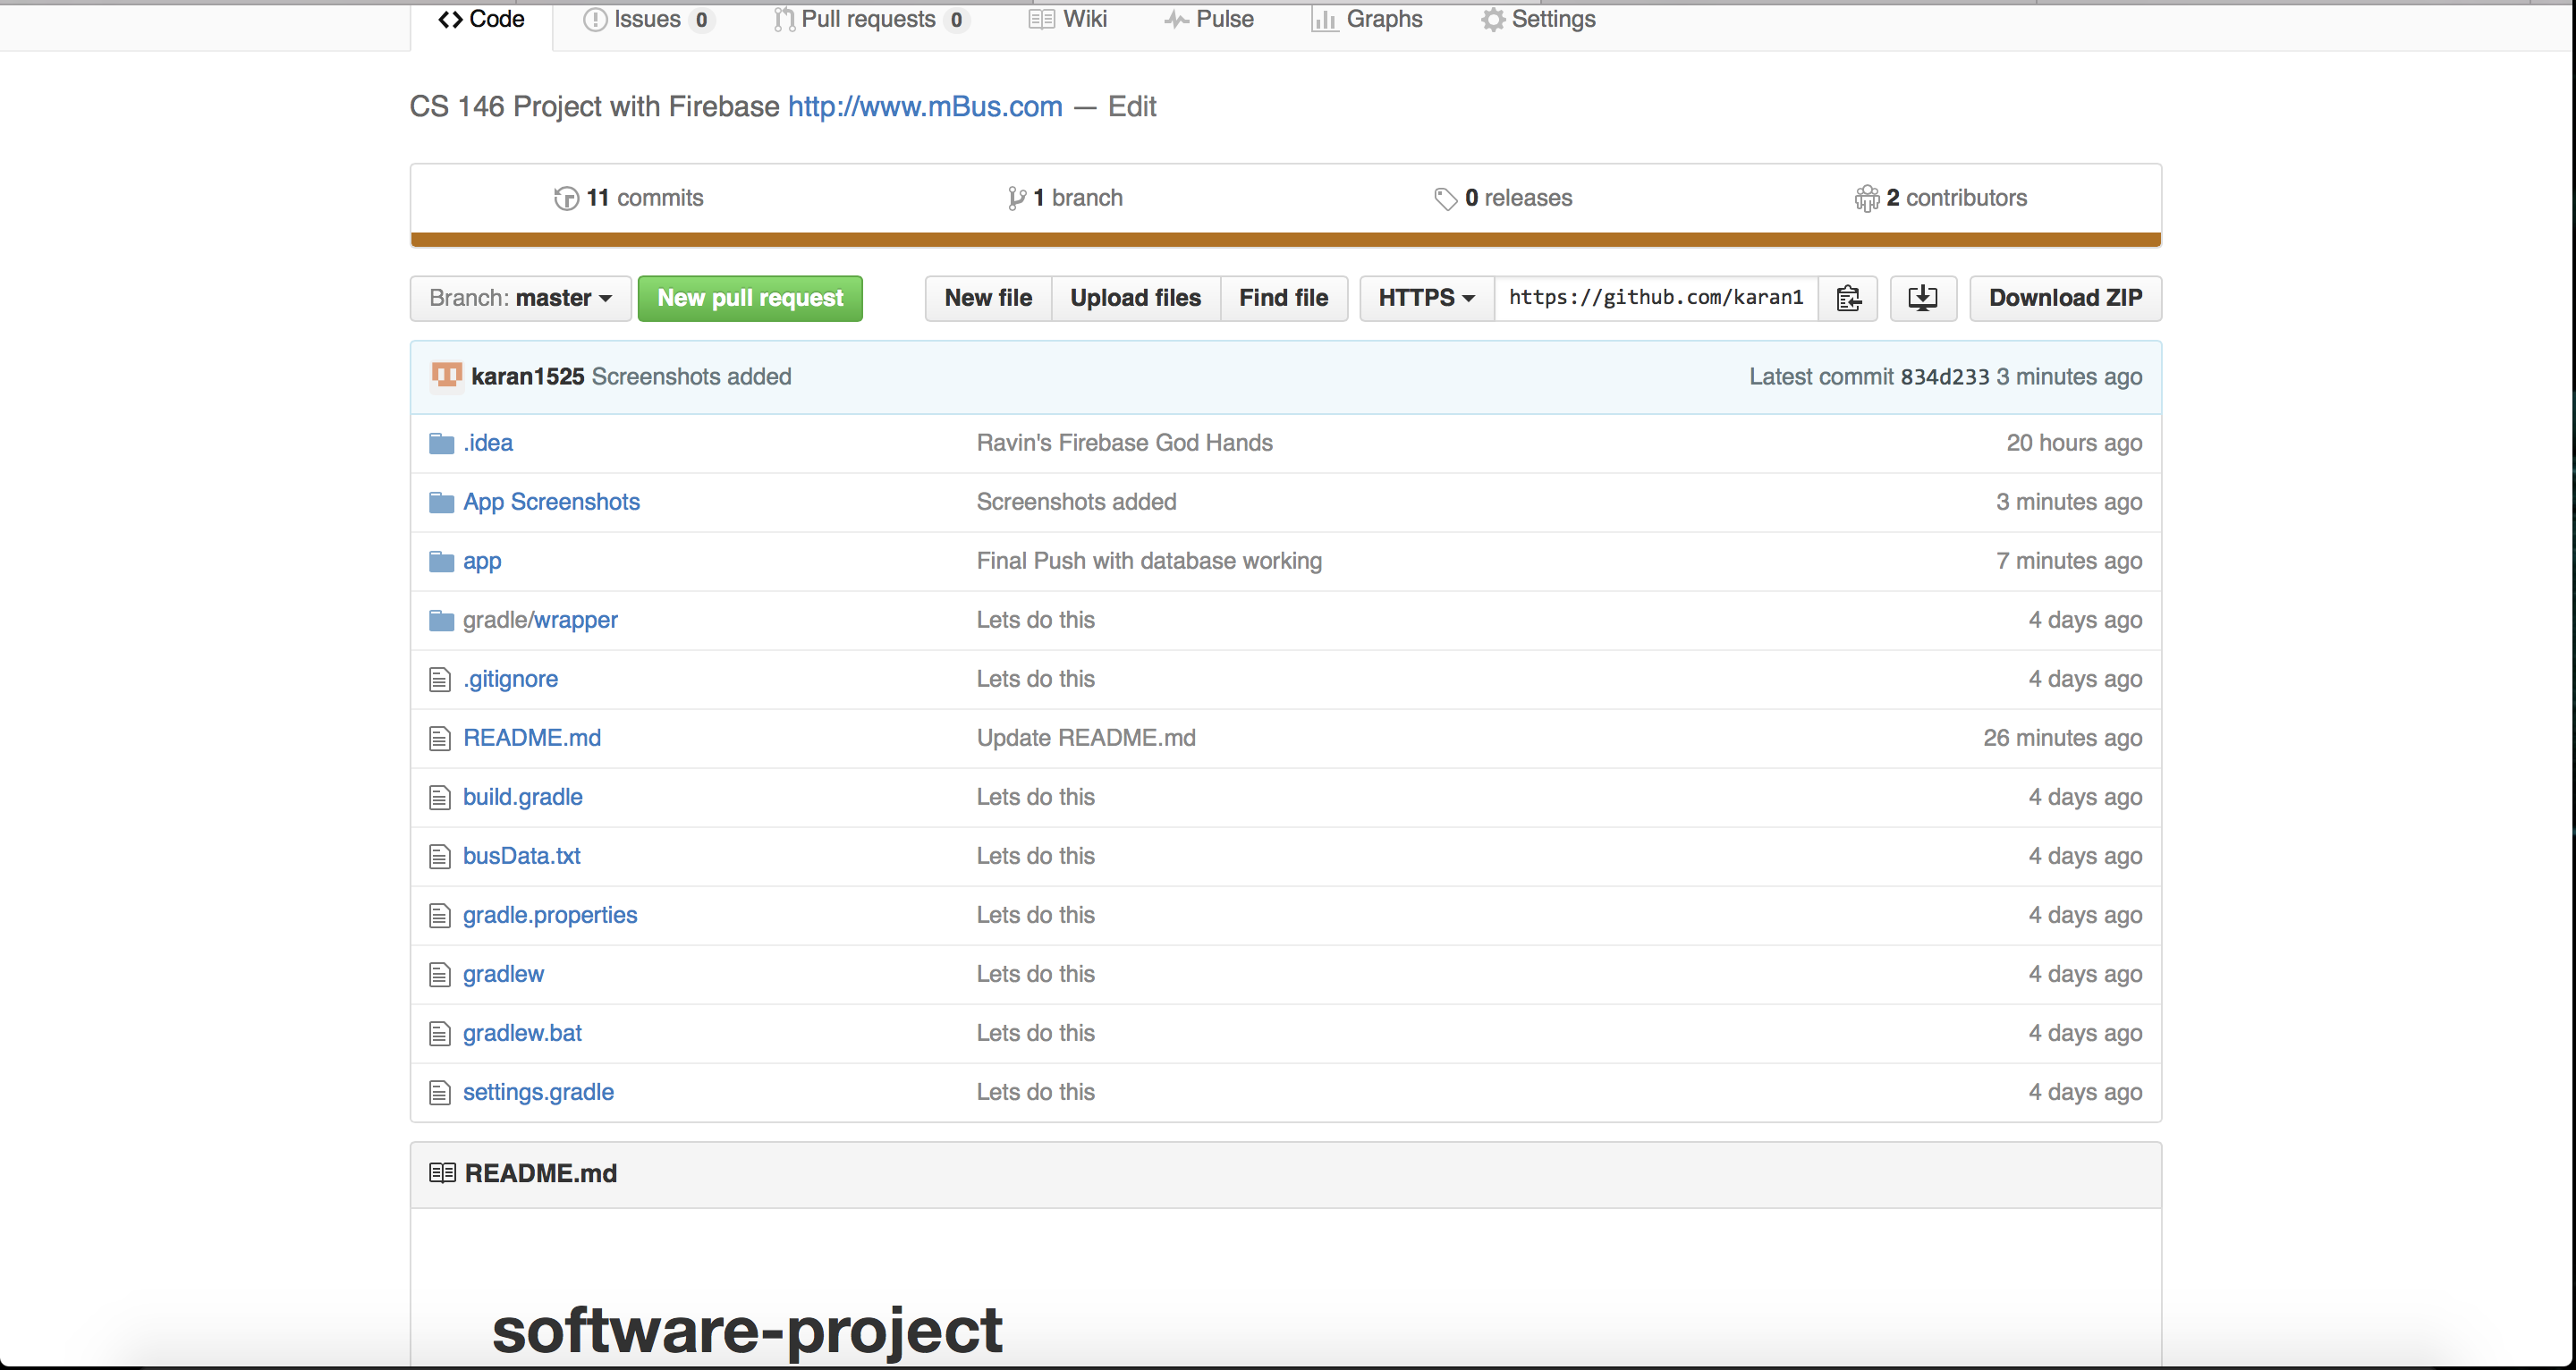 Code Issues 0 Pull requests 0 Wiki Pulse Graphs Settings
CS 146 Project with Firebase http://www.mBus.com — Edit
11 commits 1 branch 0 releases 2 contributors
Branch: master New pull request New file Upload files Find file HTTPS https://github.com/karan1 Download ZIP
karan1525 Screenshots added Latest commit 834d233 3 minutes ago
.idea Ravin's Firebase God Hands 20 hours ago
App Screenshots Screenshots added 3 minutes ago
app Final Push with database working 7 minutes ago
gradle/wrapper Lets do this 4 days ago
.gitignore Lets do this 4 days ago
README.md Update README.md 26 minutes ago
build.gradle Lets do this 4 days ago
busData.txt Lets do this 4 days ago
gradle.properties Lets do this 4 days ago
gradlew Lets do this 4 days ago
gradlew.bat Lets do this 4 days ago
settings.gradle Lets do this 4 days ago
README.md
software-project